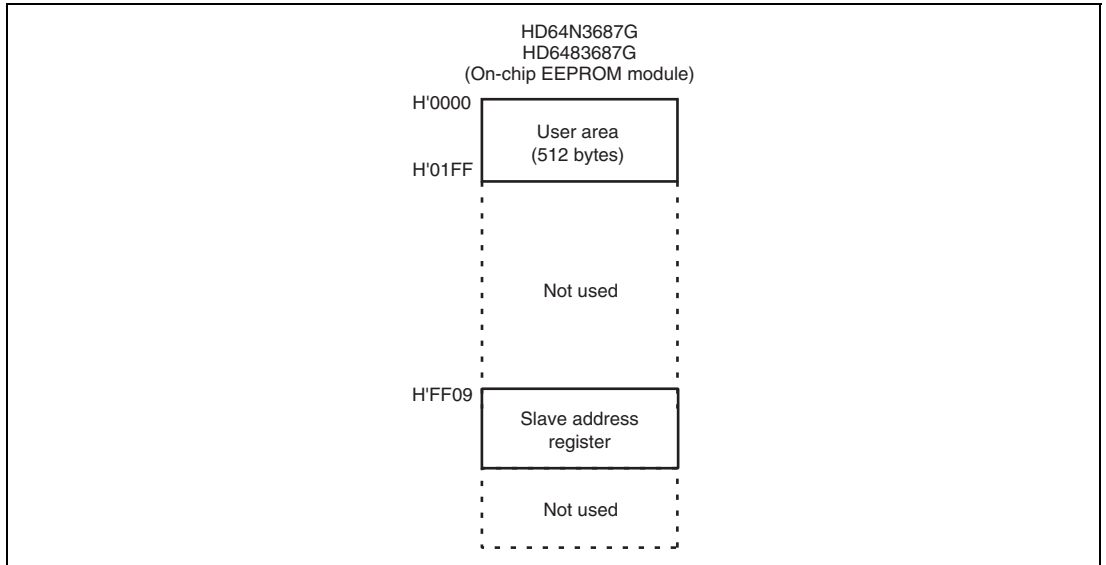 HD64N3687G
HD6483687G
(On-chip EEPROM module)
H'0000
User area
(512 bytes)
H'01FF
Not used
H'FF09
Slave address
register
Not used